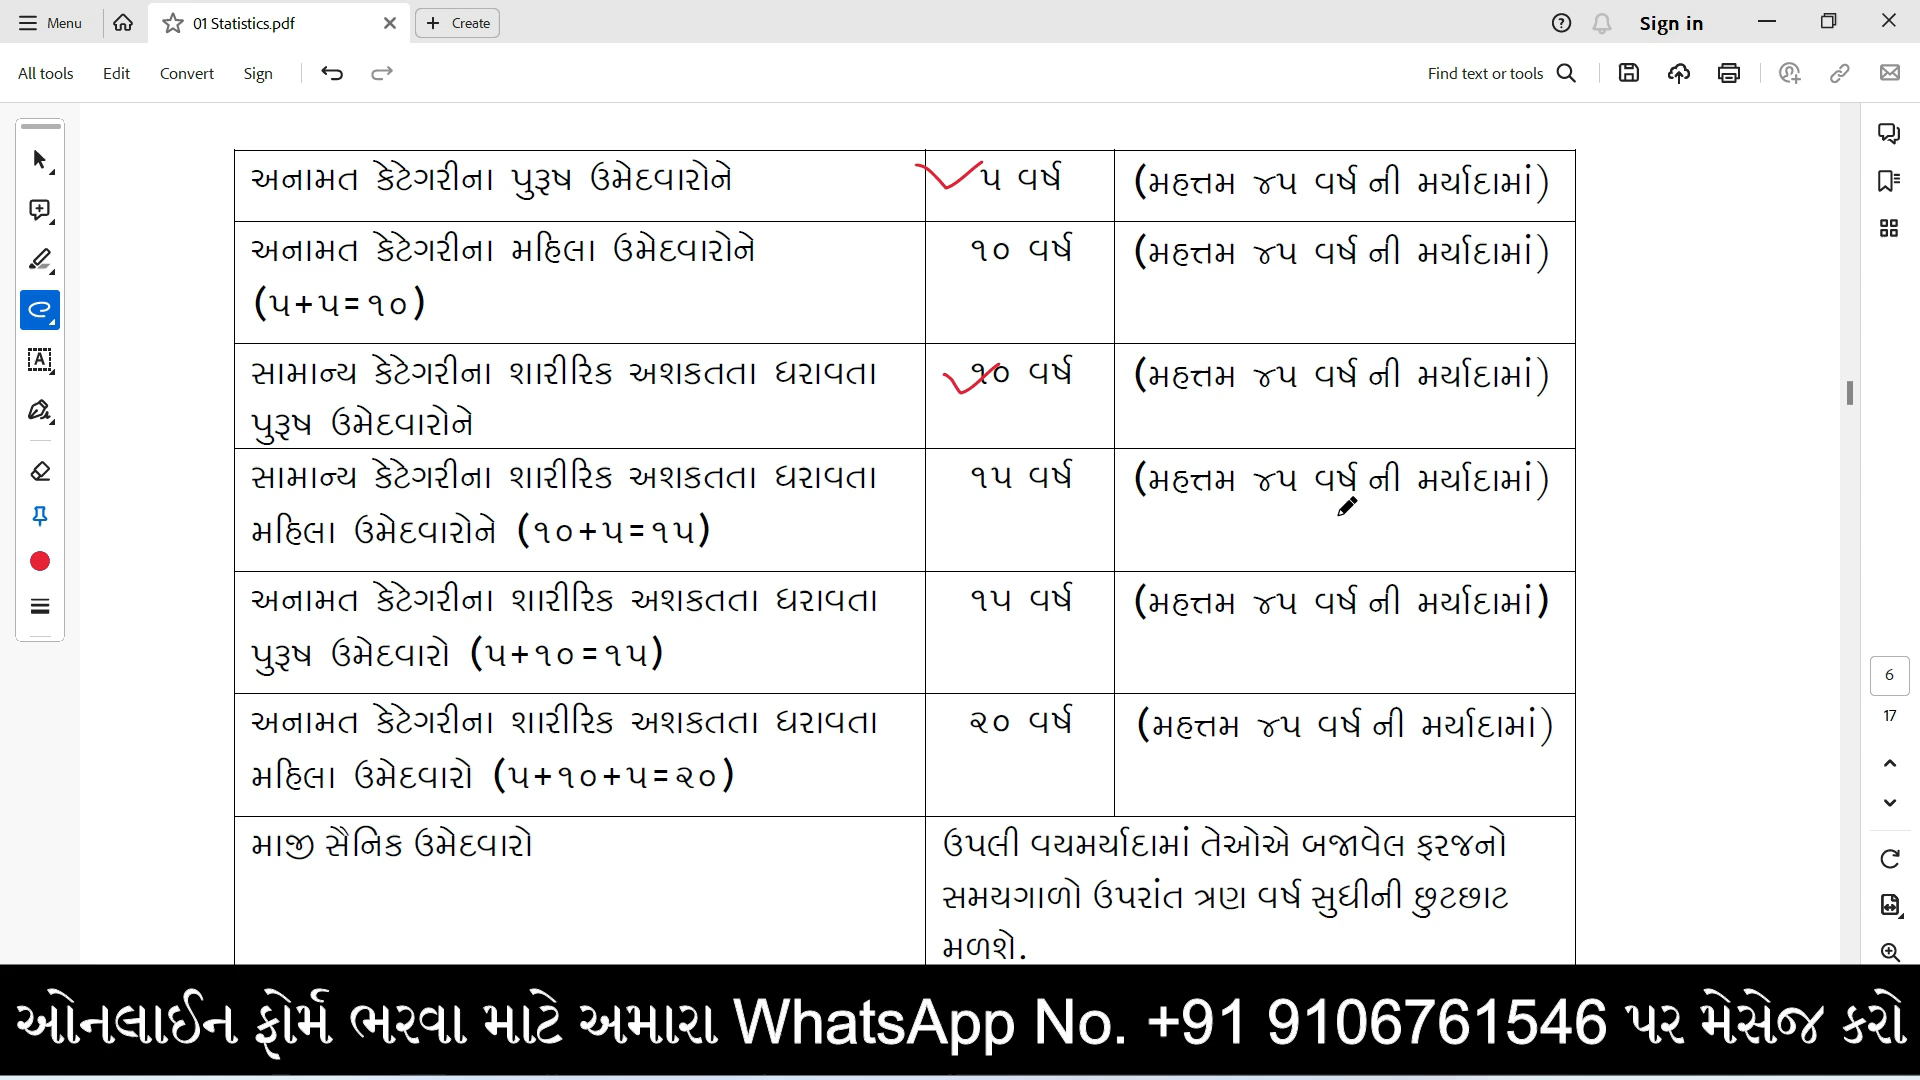 Menu
01 Statistics.pdf
Create
Sign in
All tools
Edit
Convert
Sign
Find text or tools
અનામત કેટેગરીના પુરૂષ ઉમેદવારોને
૫ વર્ષ
(મહત્તમ ૪૫ વર્ષ ની મર્યાદામાં)
અનામત કેટેગરીના મહિલા ઉમેદવારોને
(૫+૫=૧૦)
૧૦ વર્ષ
(મહત્તમ ૪૫ વર્ષ ની મર્યાદામાં)
સામાન્ય કેટેગરીના શારીરિક અશકતતા ધરાવતા
પુરૂષ ઉમેદવારોને
૧૦ વર્ષ
(મહત્તમ ૪૫ વર્ષ ની મર્યાદામાં)
સામાન્ય કેટેગરીના શારીરિક અશકતતા ધરાવતા
મહિલા ઉમેદવારોને (૧૦+૫=૧૫)
૧૫ વર્ષ
(મહત્તમ ૪૫ વર્ષ ની મર્યાદામાં)
અનામત કેટેગરીના શારીરિક અશકતતા ધરાવતા
પુરૂષ ઉમેદવારો (૫+૧૦=૧૫)
૧૫ વર્ષ
(મહત્તમ ૪૫ વર્ષ ની મર્યાદામાં)
અનામત કેટેગરીના શારીરિક અશકતતા ધરાવતા
મહિલા ઉમેદવારો (૫+૧૦+૫=૨૦)
૨૦ વર્ષ
(મહત્તમ ૪૫ વર્ષ ની મર્યાદામાં)
માજી સૈનિક ઉમેદવારો
ઉપલી વયમર્યાદામાં તેઓએ બજાવેલ ફરજનો
સમયગાળો ઉપરાંત ત્રણ વર્ષ સુધીની છુટછાટ
મળશે.
6
17
ઓનલાઈન ફોર્મ ભરવા માટે અમારા WhatsApp No. +91 9106761546 પર મેસેજ કરો